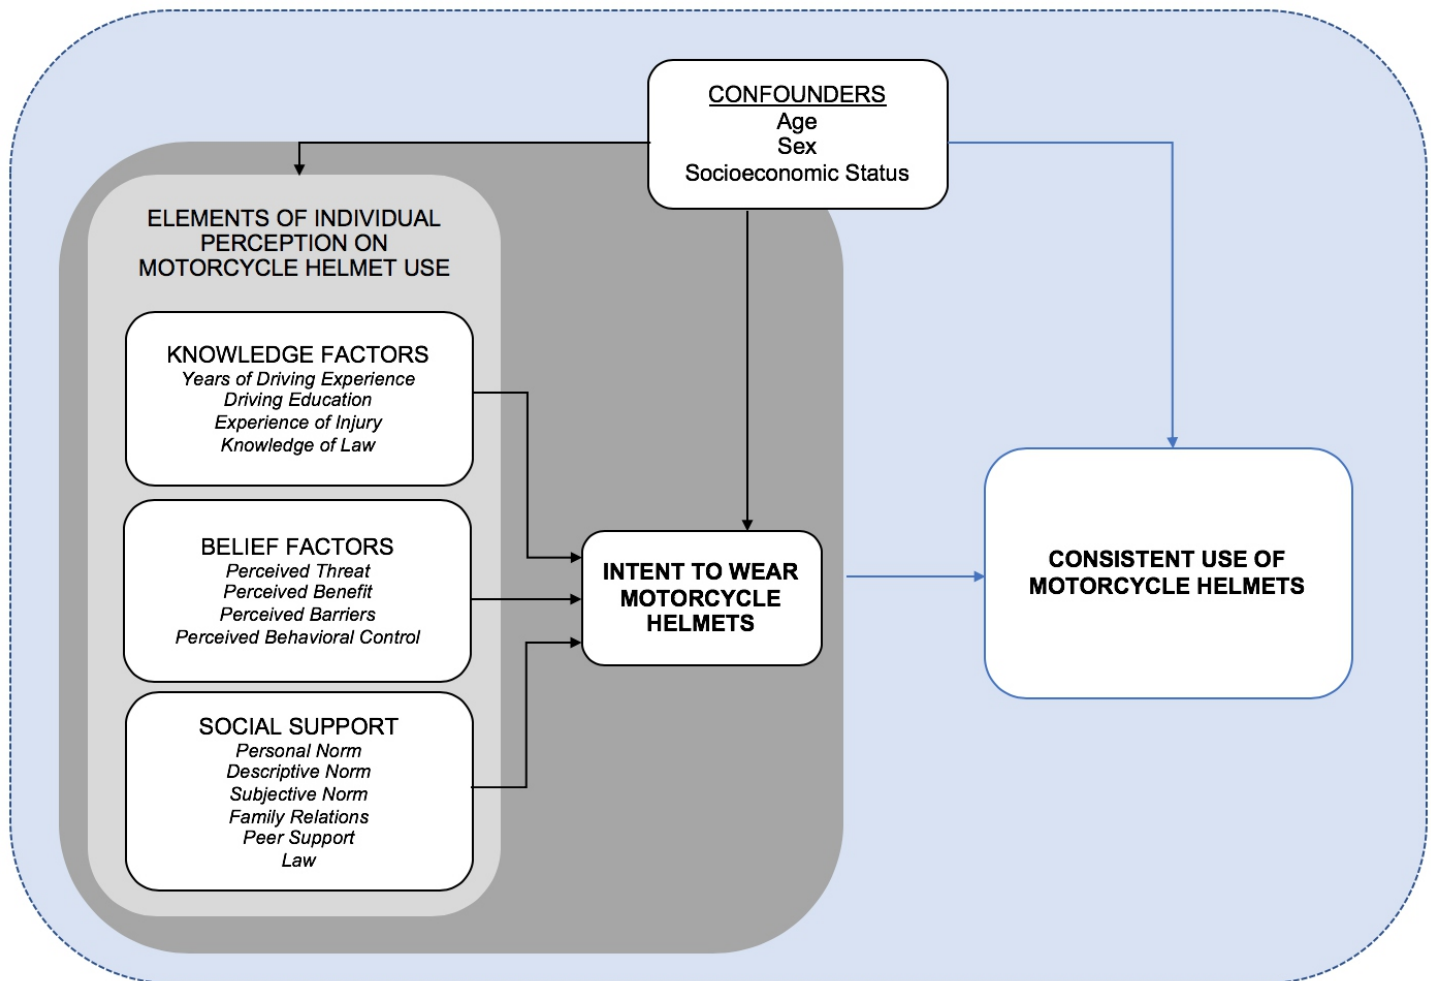 CONFOUNDERS
Age
Sex
Socioeconomic Status
ELEMENTS OF INDIVIDUAL
PERCEPTION ON
MOTORCYCLE HELMET USE
KNOWLEDGE FACTORS
Years of Driving Experience
Driving Education
Experience of Injury
Knowledge of Law
BELIEF FACTORS
Perceived Threat
Perceived Benefit
Perceived Barriers
Perceived Behavioral Control
SOCIAL SUPPORT
Personal Norm
Descriptive Norm
Subjective Norm
Family Relations
Peer Support
Law
INTENT TO WEAR
MOTORCYCLE
HELMETS
CONSISTENT USE OF
MOTORCYCLE HELMETS